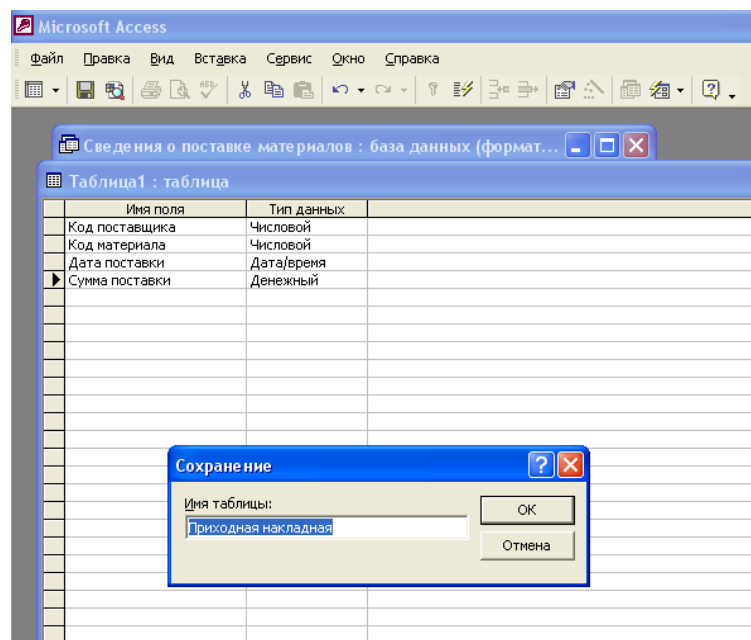 Microsoft Access
Файл Правка Вид Вставка Сервис Окно Справка
Сведения о поставке материалов : база данных (формат...
Таблица1 : таблица
Имя поля Тип данных
Код поставщика Числовой
Код материала Числовой
Дата поставки Дата/время
Сумма поставки Денежный
Сохранение
Имя таблицы:
Приходная накладная
ОК
Отмена